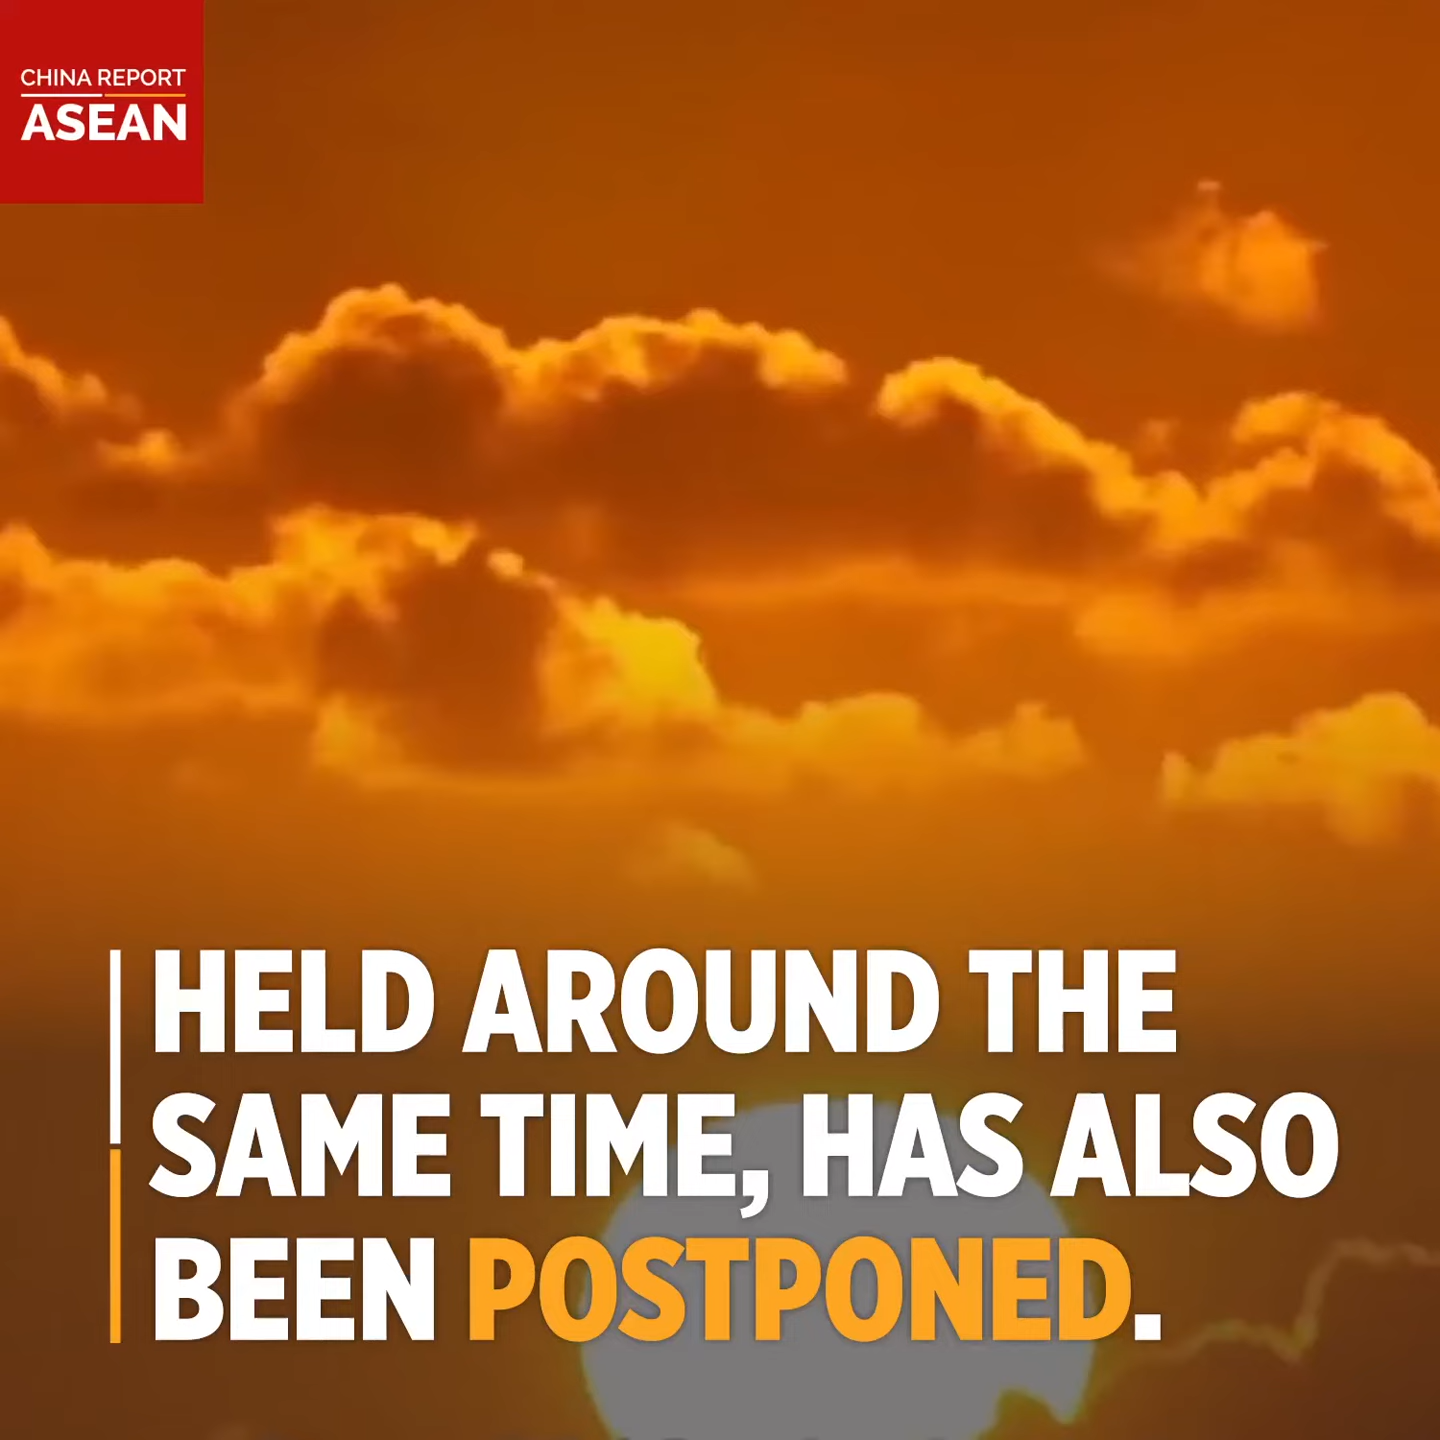 CHINA REPORT
ASEAN
HELD AROUND THE
SAME TIME, HAS ALSO
BEEN POSTPONED.